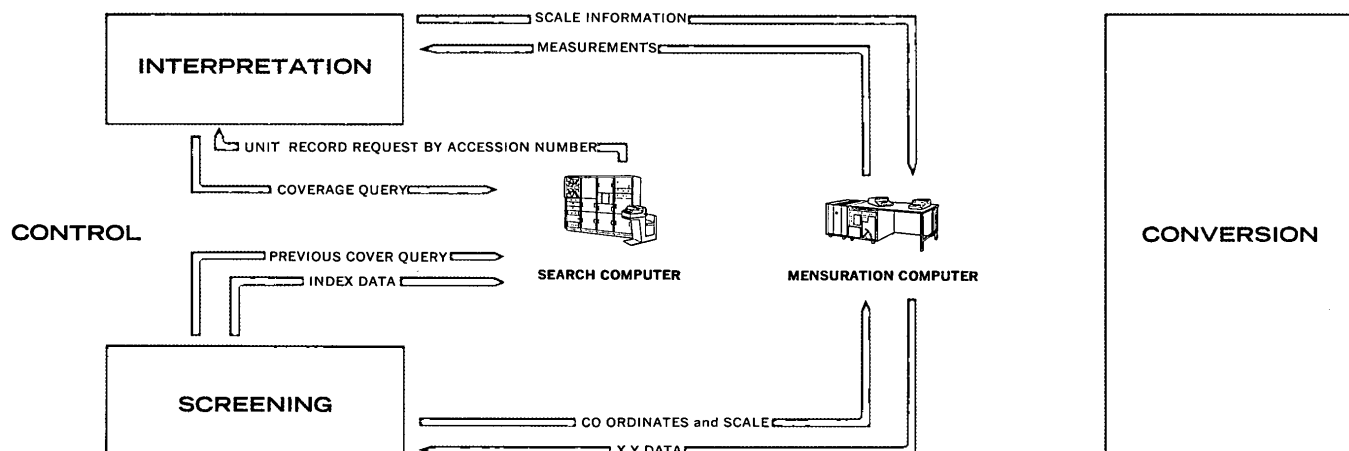 SCALE INFORMATION
MEASUREMENTS
INTERPRETATION
UNIT RECORD REQUEST BY ACCESSION NUMBER
COVERAGE QUERY
CONTROL
CONVERSION
PREVIOUS COVER QUERY
SEARCH COMPUTER
MENSURATION COMPUTER
INDEX DATA
SCREENING
CO ORDINATES and SCALE
X Y DATA